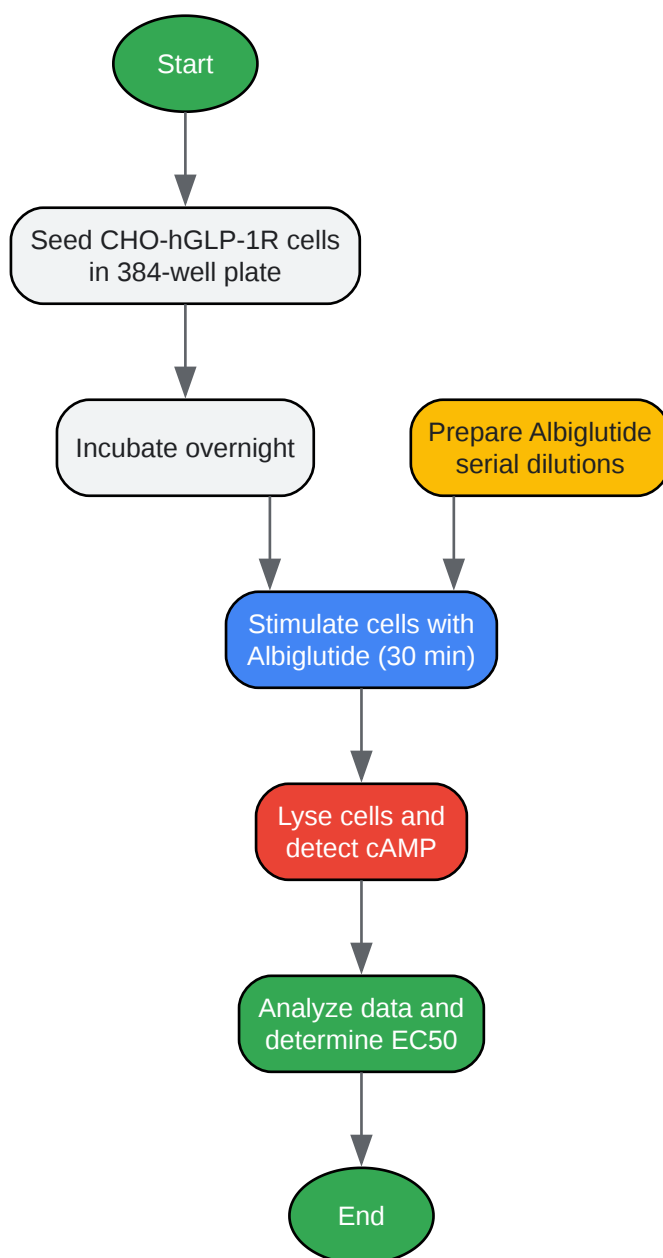 Start
Seed CHO-hGLP-1R cells
in 384-well plate
Incubate overnight
Prepare Albiglutide
serial dilutions
Stimulate cells with
Albiglutide (30 min)
Lyse cells and
detect cAMP
Analyze data and
determine EC50
End